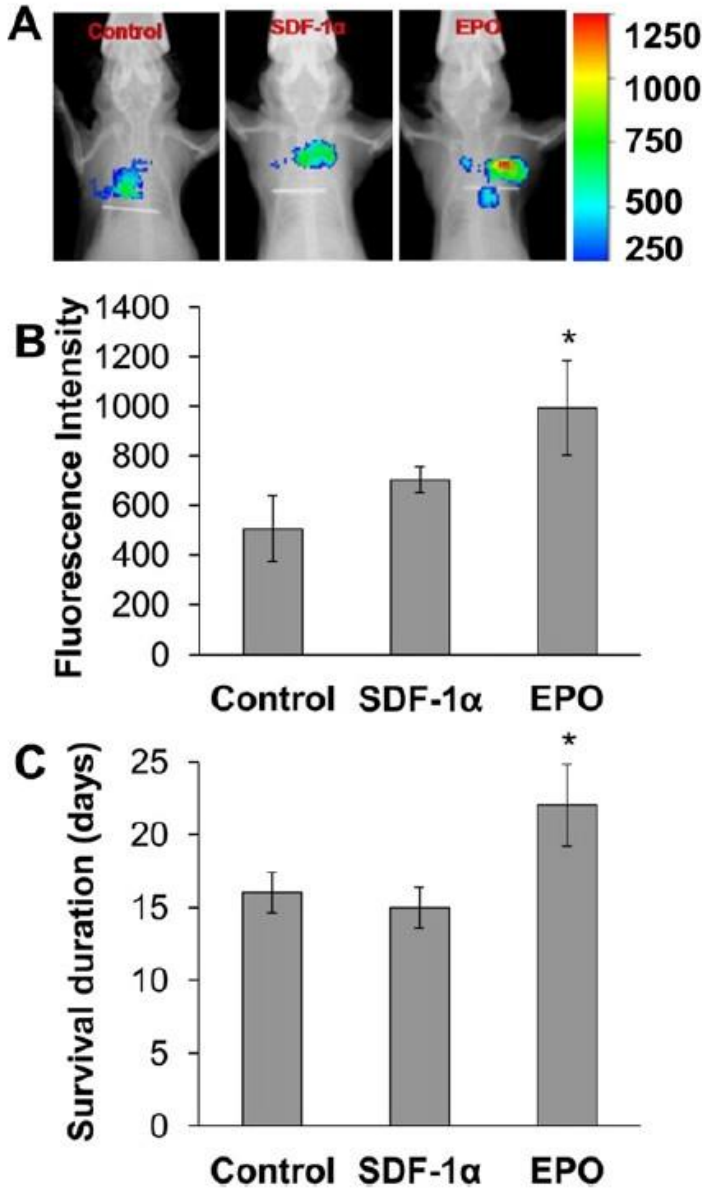 A
Control
SDF-1α
EPO
1250
1000
750
500
250
B
Fluorescence Intensity
1400
1200
1000
800
600
400
200
0
*
Control SDF-1α EPO
C
Survival duration (days)
25
20
15
10
5
0
*
Control SDF-1α EPO